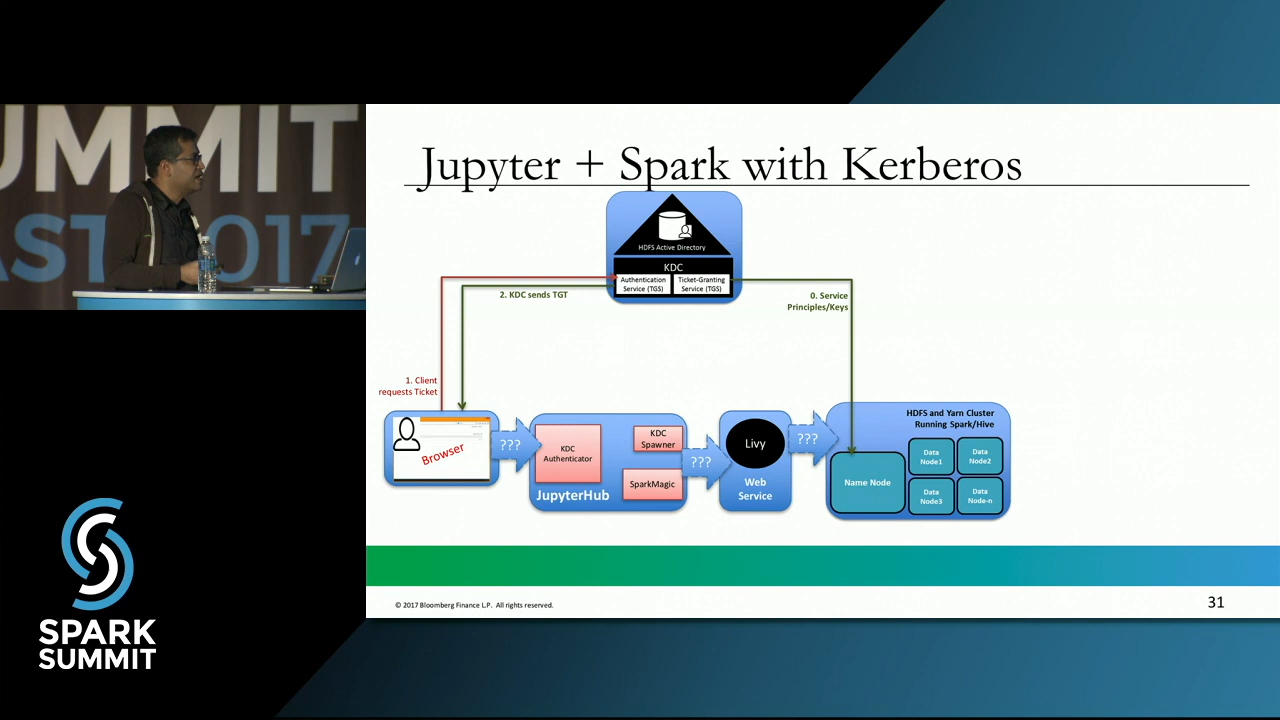 UMMIT
AST 2017
Jupyter + Spark with Kerberos
HDFS Active Directory
KDC
Authentication
Service (TGS)
Ticket-Granting
Service (TGS)
2. KDC sends TGT
0. Service
Principles/Keys
1. Client
requests Ticket
Browser
???
KDC
Authenticator
KDC
Spawner
SparkMagic
JupyterHub
???
Livy
Web
Service
???
HDFS and Yarn Cluster
Running Spark/Hive
Name Node
Data
Node1
Data
Node2
Data
Node3
Data
Node-n
SPARK
SUMMIT
© 2017 Bloomberg Finance L.P. All rights reserved.
31